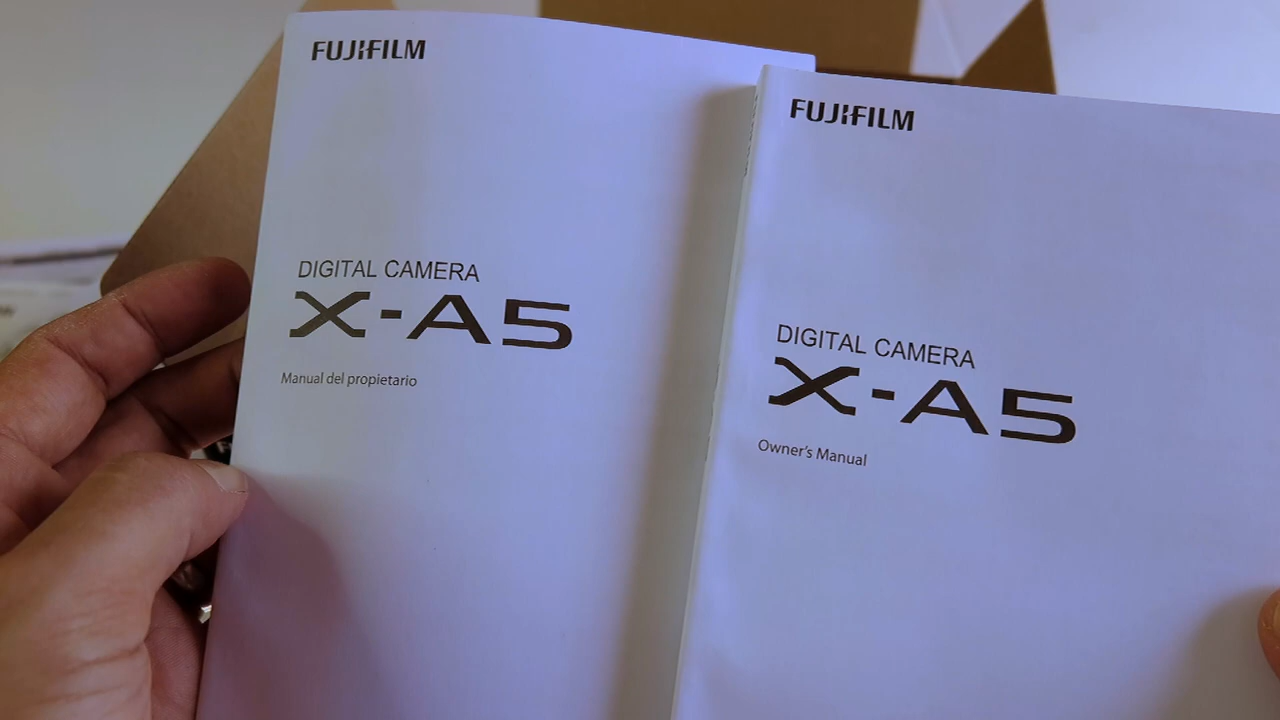 FUJIFILM
DIGITAL CAMERA
X-A5
Manual del propietario
FUJIFILM
DIGITAL CAMERA
X-A5
Owner's Manual